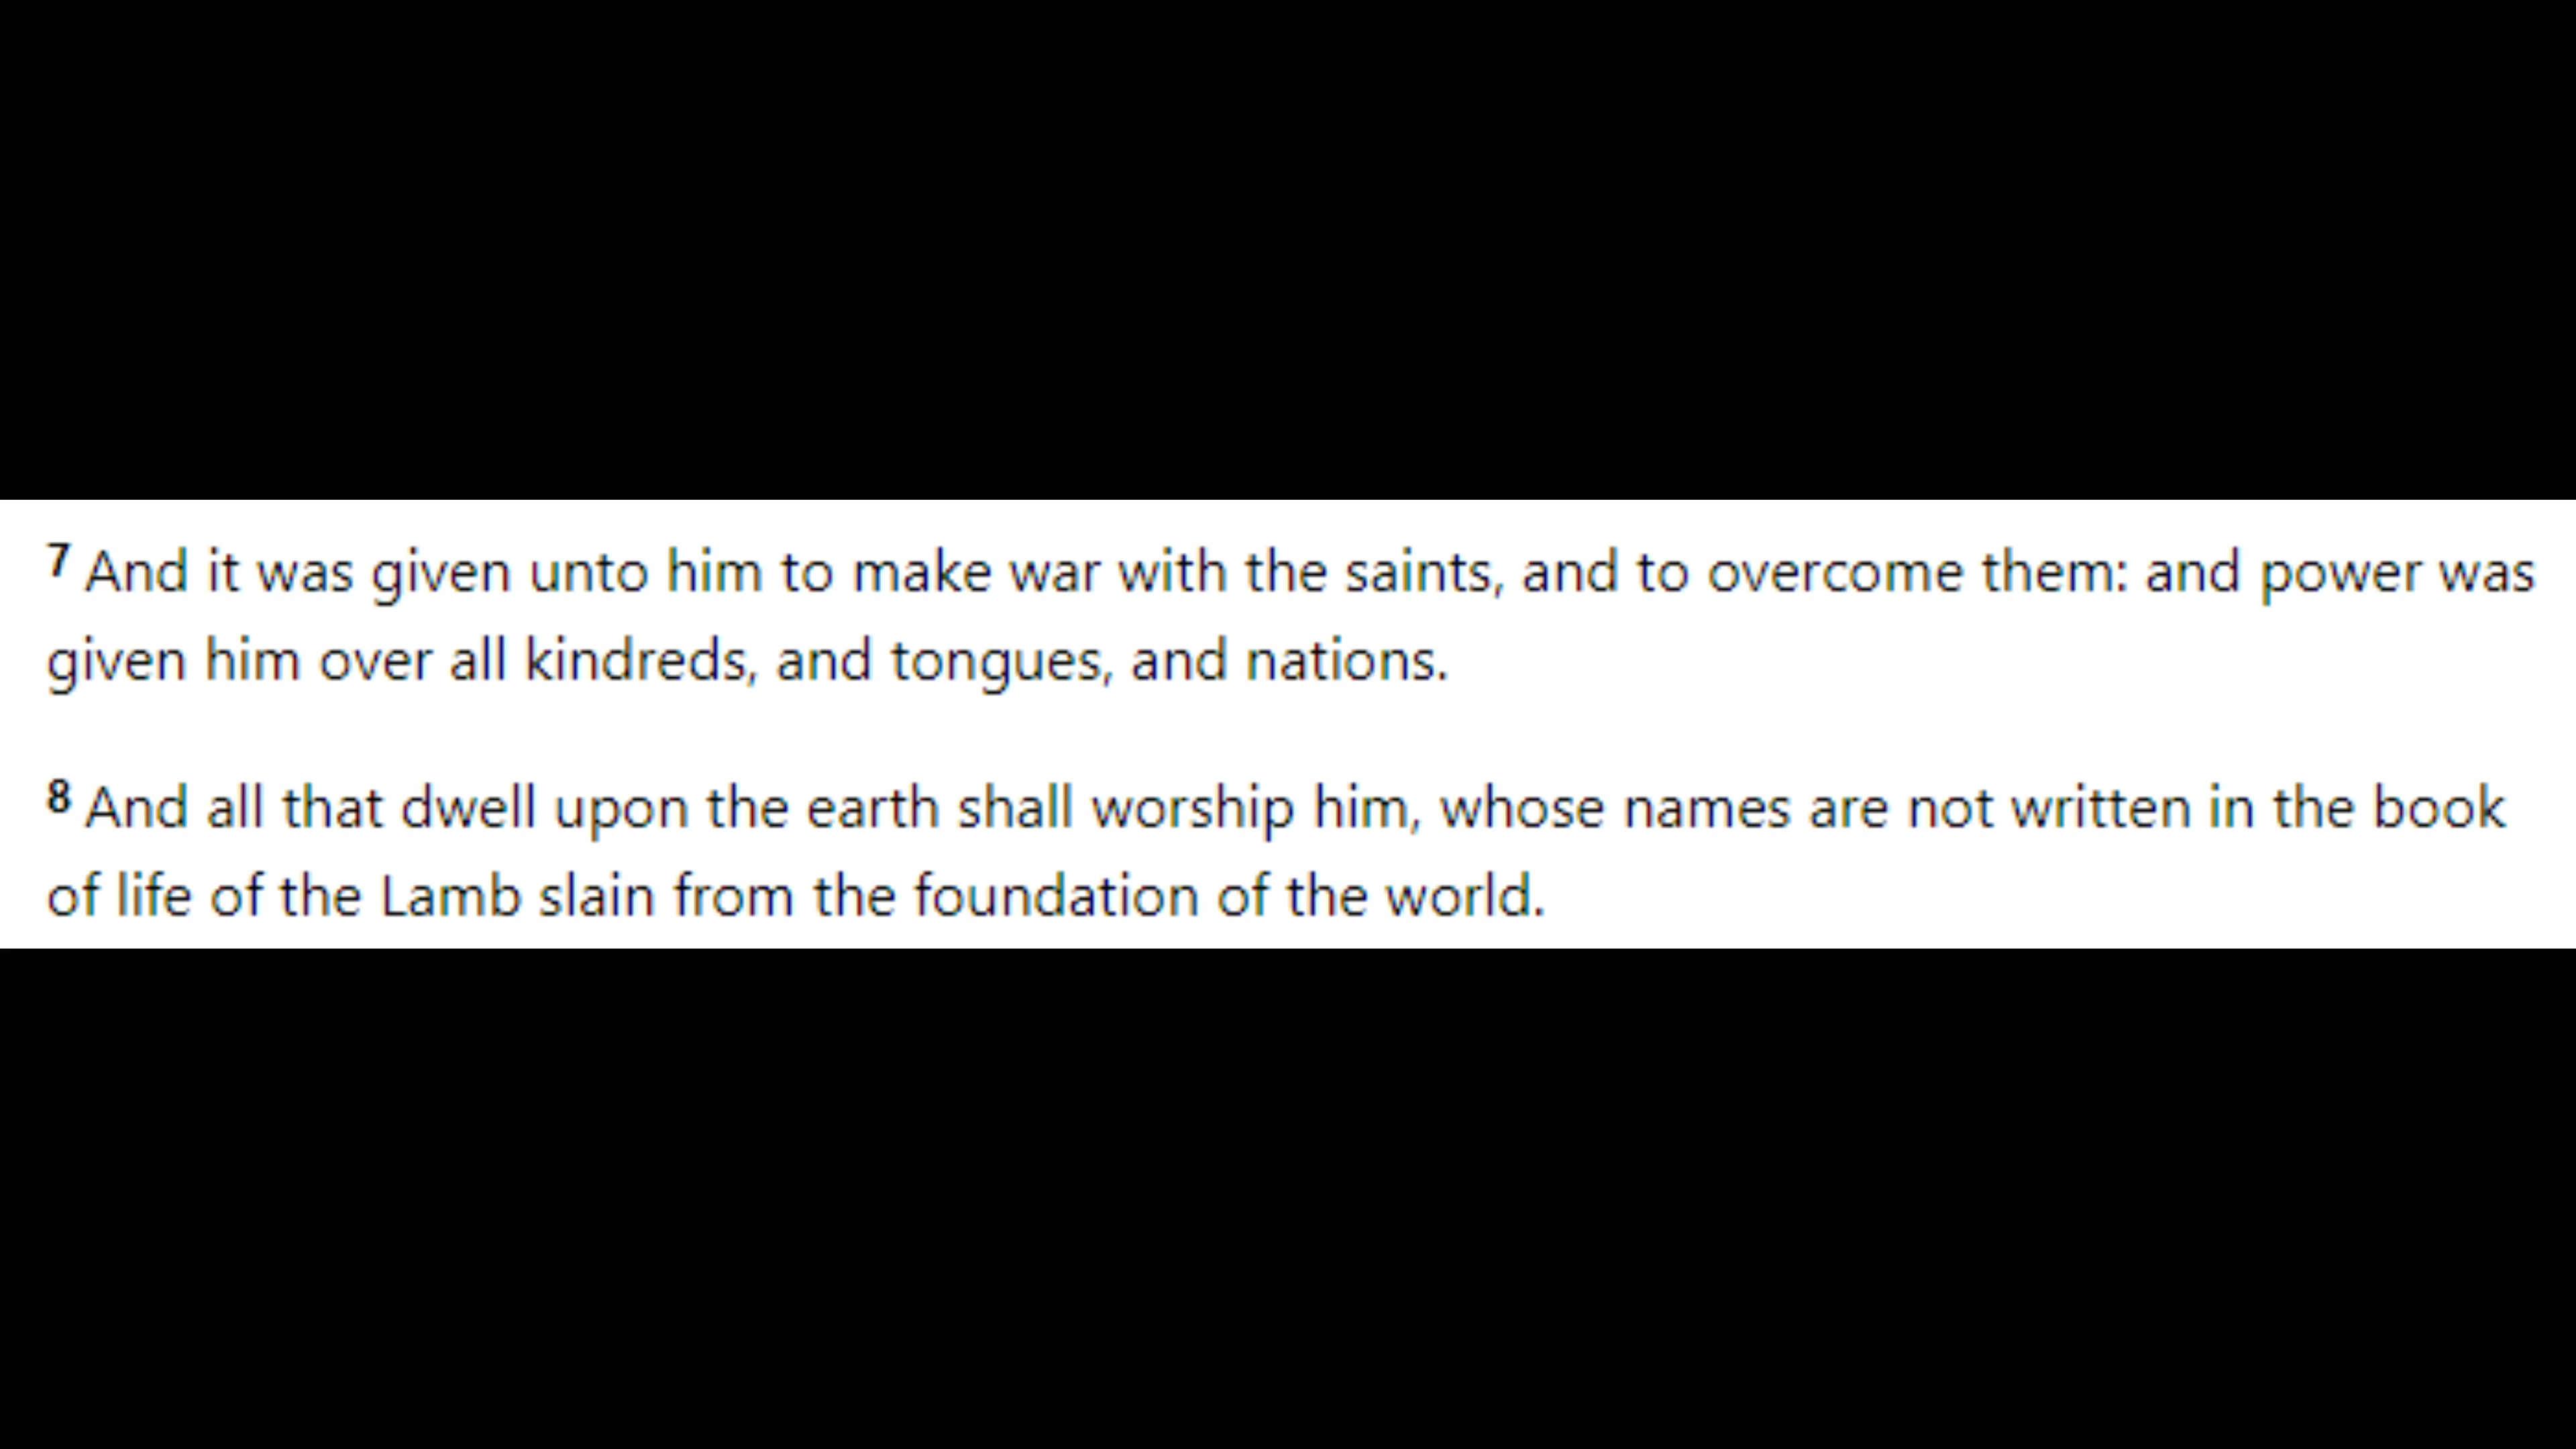 7 And it was given unto him to make war with the saints, and to overcome them: and power was
given him over all kindreds, and tongues, and nations.
8 And all that dwell upon the earth shall worship him, whose names are not written in the book
of life of the Lamb slain from the foundation of the world.